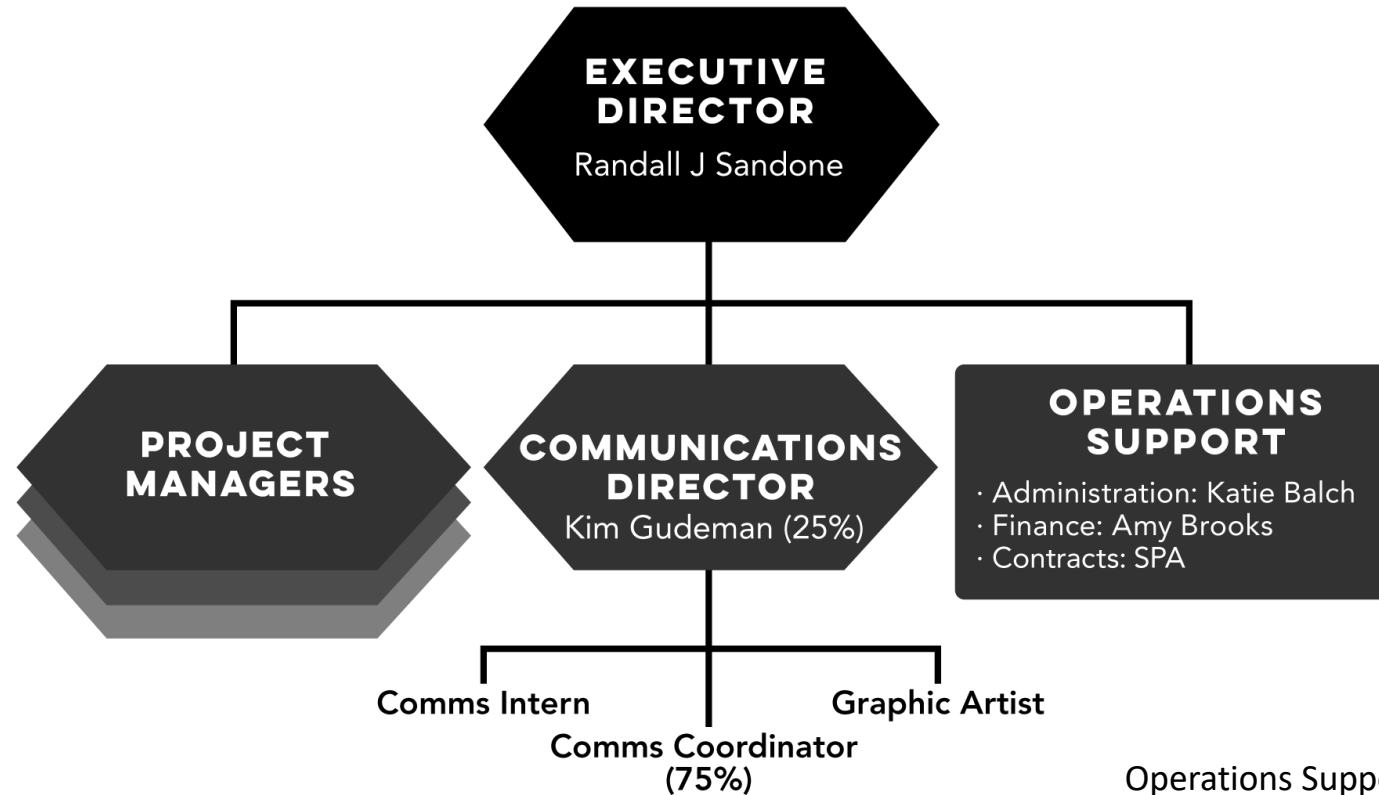 EXECUTIVE
DIRECTOR
Randall J Sandone
PROJECT
MANAGERS
COMMUNICATIONS
DIRECTOR
Kim Gudeman (25%)
OPERATIONS
SUPPORT
· Administration: Katie Balch
· Finance: Amy Brooks
· Contracts: SPA
Comms Intern
Graphic Artist
Comms Coordinator
(75%)
Operations